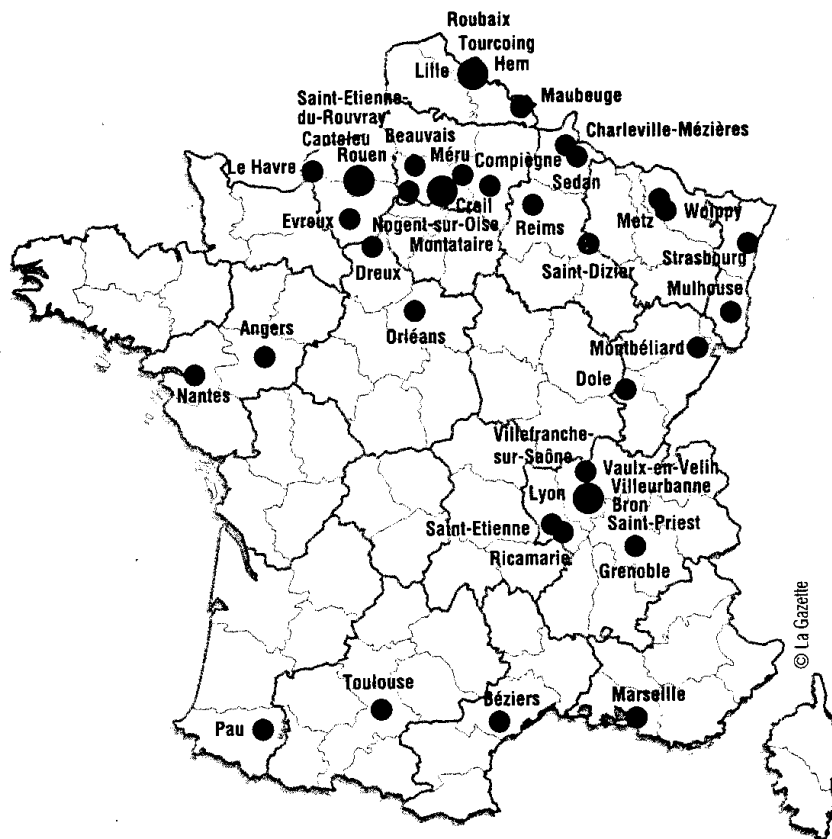 Roubaix
Tourcoing
Hem
Lille
Maubeuge
Saint-Etienne-
du-Rouvray
Canteleu
Rouen
Beauvais
Méru
Compiègne
Charleville-Mézières
Sedan
Le Havre
Creil
Evreux
Nogent-sur-Oise
Montataire
Reims
Metz
Woippy
Dreux
Saint-Dizier
Strasbourg
Mulhouse
Angers
Orléans
Montbéliard
Nantes
Dole
Villefranche-
sur-Saône
Vaulx-en-Velin
Villeurbanne
Lyon
Bron
Saint-Priest
Saint-Etienne
Ricamarie
Grenoble
© La Gazette
Toulouse
Béziers
Marseille
Pau